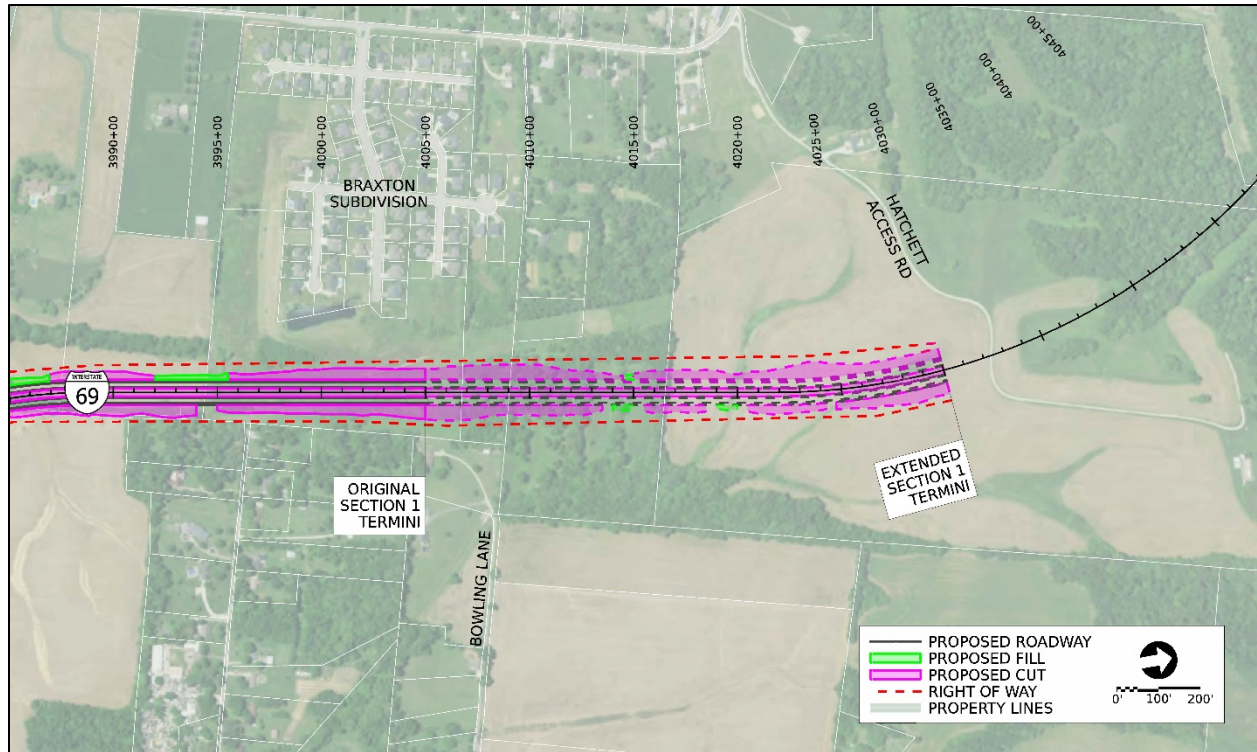 3990+00
3995+00
4000+00
4005+00
4010+00
4015+00
4020+00
4025+00
4030+00
4035+00
4040+00
4045+00
BRAXTON
SUBDIVISION
HATCHETT
ACCESS RD
INTERSTATE
69
ORIGINAL
SECTION 1
TERMINI
BOWLING LANE
EXTENDED
SECTION 1
TERMINI
PROPOSED ROADWAY
PROPOSED FILL
PROPOSED CUT
RIGHT OF WAY
PROPERTY LINES
0' 100' 200'